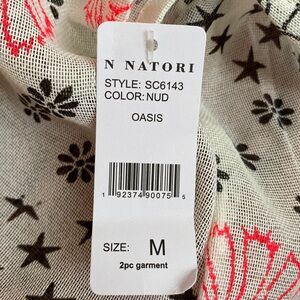 N NATORI
STYLE: SC6143
COLOR: NUD
OASIS
1 92374 90075 5
SIZE: M
2pc garment